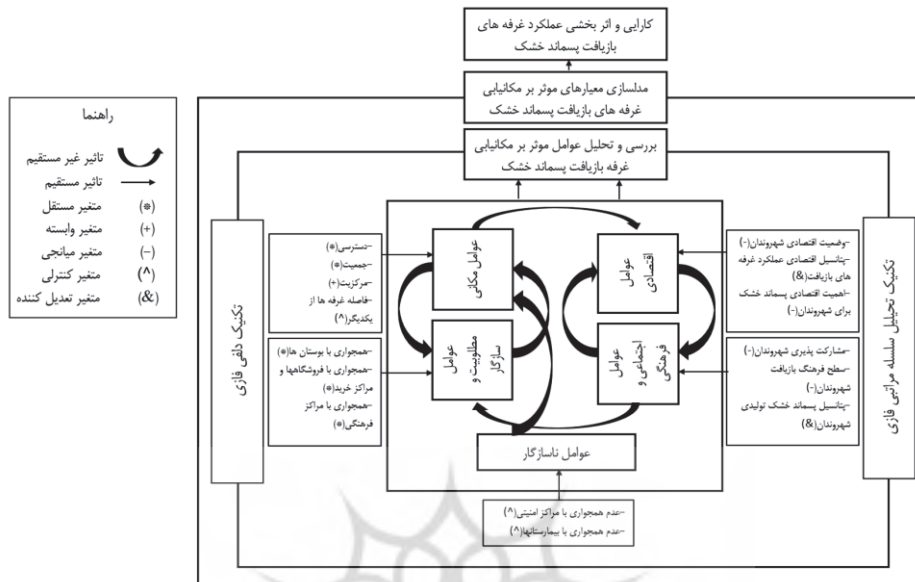 کارایی و اثر بخشی عملکرد غرفه های
بازیافت پسماند خشک
مدلسازی معیارهای موثر بر مکانیابی
غرفه های بازیافت پسماند خشک
بررسی و تحلیل عوامل موثر بر مکانیابی
غرفه بازیافت پسماند خشک
راهنما
تاثیر غیر مستقیم
تاثیر مستقیم
متغیر مستقل (*)
متغیر وابسته (+)
متغیر میانجی (-)
متغیر کنترلی (^)
متغیر تعدیل کننده (&)
تکنیک تحیلیل سلسله مراتبی فازی
-وضعیت اقتصادی شهروندان(-)
-پتانسیل اقتصادی عملکرد غرفه
های بازیافت(&)
-اهمیت اقتصادی پسماند خشک
برای شهروندان(-)
-مشارکت پذیری شهروندان(-)
-سطح فرهنگ بازیافت
شهروندان(-)
-پتانسیل پسماند خشک تولیدی
شهروندان(&)
عوامل
اقتصادی
عوامل
اجتماعی و
فرهنگی
عوامل مکانی
عوامل
مطلوبیت و
سازگار
عوامل ناسازگار
-دسترسی(*)
-جمعیت(*)
-مرکزیت(+)
-فاصله غرفه ها از
یکدیگر(^)
-همجواری با بوستان ها(*)
-همجواری با فروشگاهها و
مراکز خرید(*)
-همجواری با مراکز
فرهنگی(*)
تکنیک دلفی فازی
-عدم همجواری با مراکز امنیتی(^)
-عدم همجواری با بیمارستانها(^)